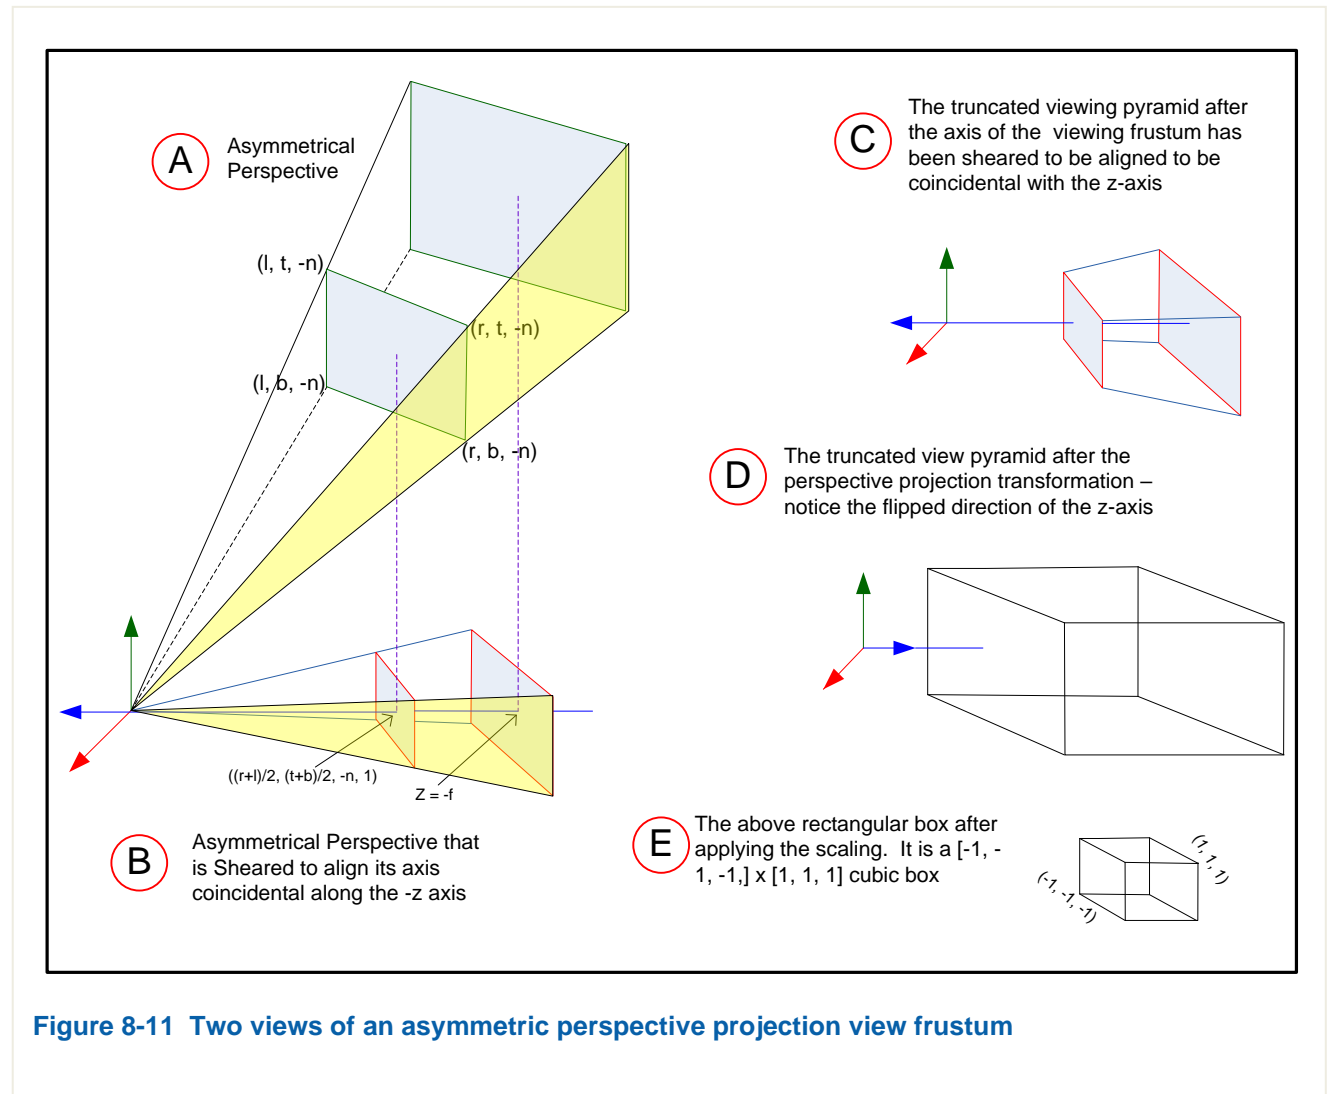 A
Asymmetrical
Perspective
(l, t, -n)
(r, t, -n)
(l, b, -n)
(r, b, -n)
((r+l)/2, (t+b)/2, -n, 1)
Z = -f
B
Asymmetrical Perspective that
is Sheared to align its axis
coincidental along the -z axis
C
The truncated viewing pyramid after
the axis of the  viewing frustum has
been sheared to be aligned to be
coincidental with the z-axis
D
The truncated view pyramid after the
perspective projection transformation –
notice the flipped direction of the z-axis
E
The above rectangular box after
applying the scaling.  It is a [-1, -
1, -1,] x [1, 1, 1] cubic box
(1, 1, 1)
(-1, -1, -1)
Figure 8-11  Two views of an asymmetric perspective projection view frustum